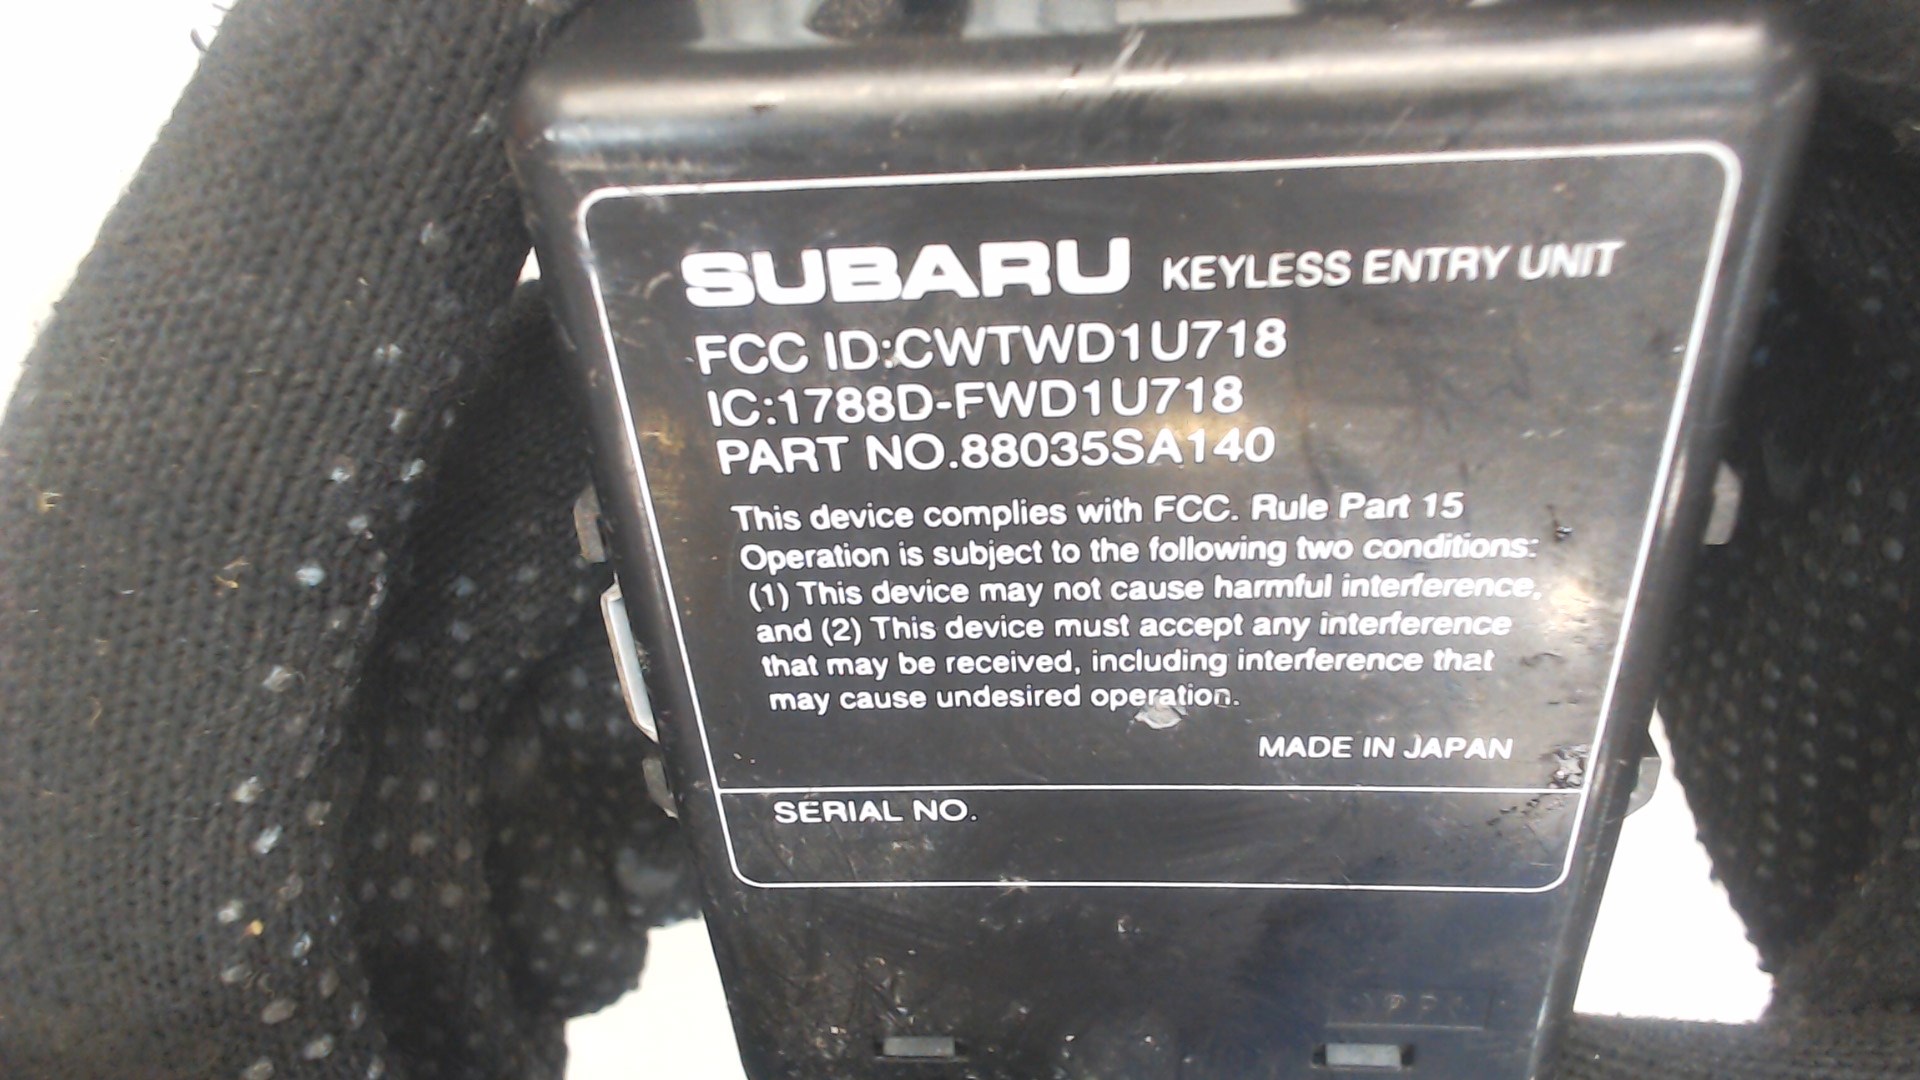 SUBARU KEYLESS ENTRY UNIT
FCC ID:CWTWD1U718
IC:1788D-FWD1U718
PART NO.88035SA140
This device complies with FCC. Rule Part 15
Operation is subject to the following two conditions:
(1) This device may not cause harmful interference,
and (2) This device must accept any interference
that may be received, including interference that
may cause undesired operation.
MADE IN JAPAN
SERIAL NO.